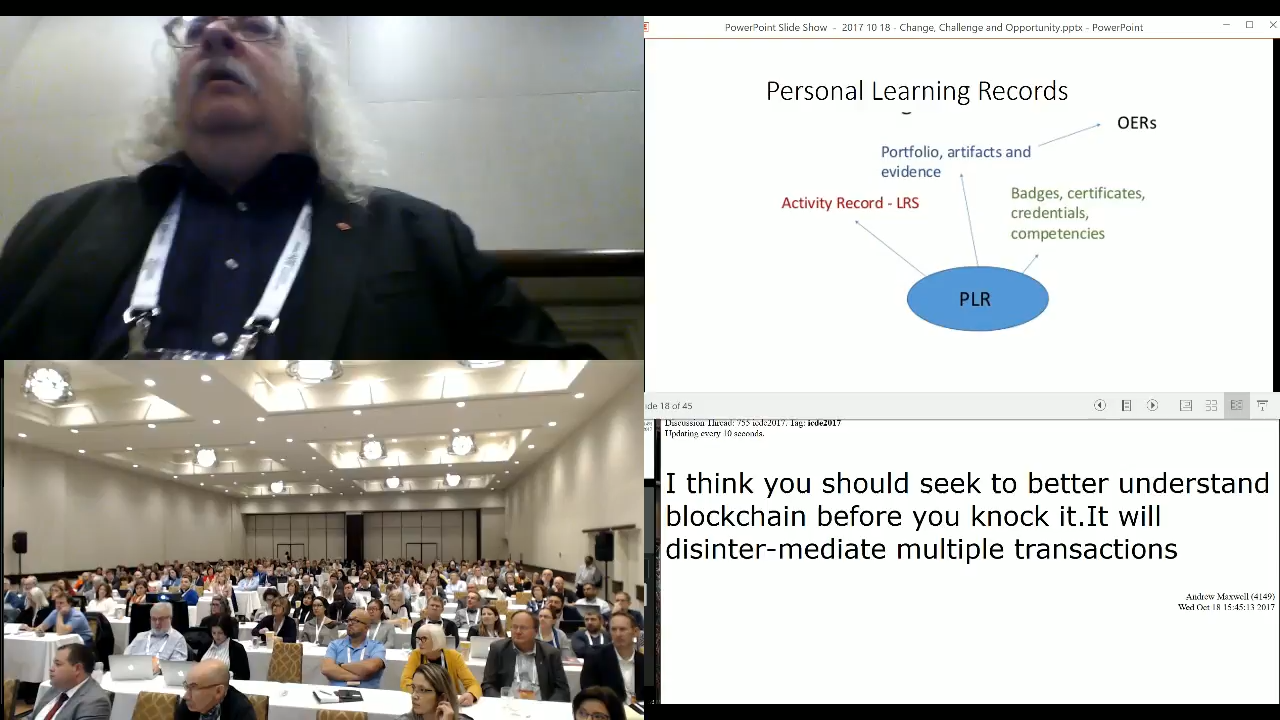 PowerPoint Slide Show - 2017 10 18 - Change, Challenge and Opportunity.pptx - PowerPoint
Personal Learning Records
OERs
Portfolio, artifacts and
evidence
Badges, certificates,
credentials,
competencies
Activity Record - LRS
PLR
ide 18 of 45
Discussion Thread: 755 icde2017. Tag: icde2017
Updating every 10 seconds.
I think you should seek to better understand
blockchain before you knock it.It will
disinter-mediate multiple transactions
Andrew Maxwell (4149)
Wed Oct 18 15:45:13 2017